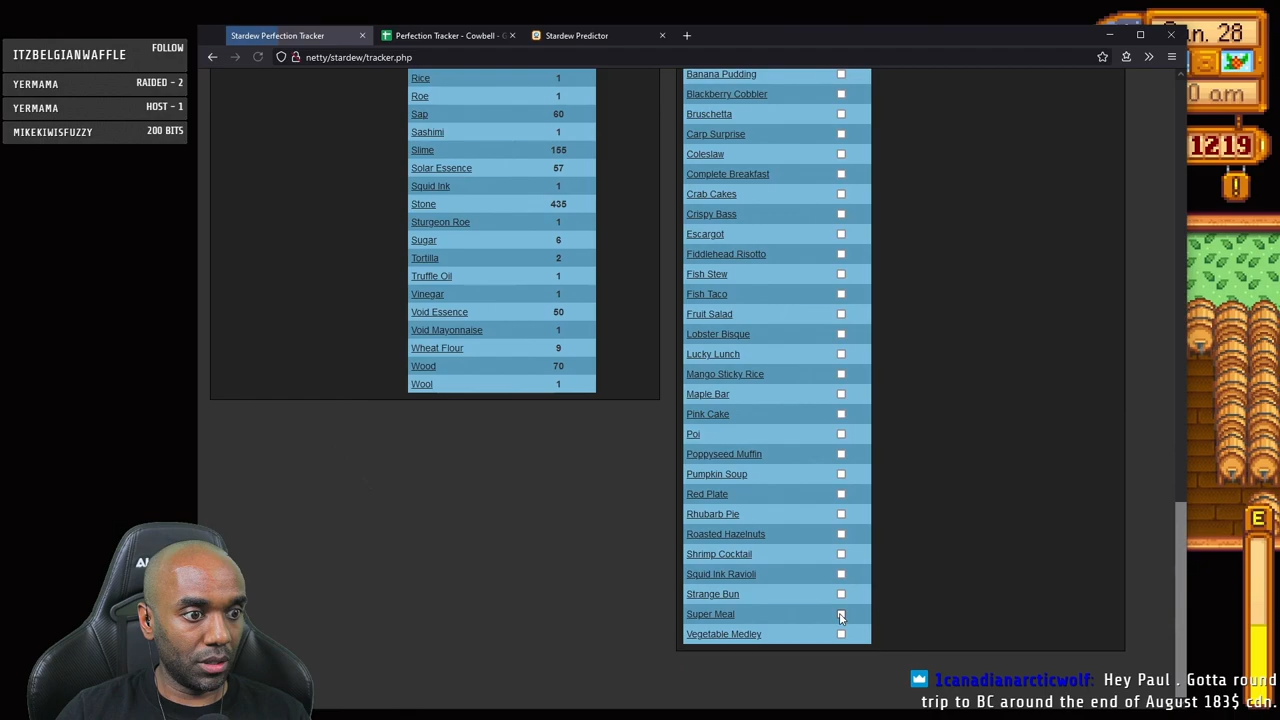 ITZBELGIANWAFFLE FOLLOW
YERMAMA RAIDED - 2
YERMAMA HOST - 1
MIKEKIWISFUZZY 200 BITS
Stardew Perfection Tracker
Perfection Tracker - Cowbell -
Stardew Predictor
netty/stardew/tracker.php
Rice 1
Roe 1
Sap 60
Sashimi 1
Slime 155
Solar Essence 57
Squid Ink 1
Stone 435
Sturgeon Roe 1
Sugar 6
Tortilla 2
Truffle Oil 1
Vinegar 1
Void Essence 50
Void Mayonnaise 1
Wheat Flour 9
Wood 70
Wool 1
Banana Pudding
Blackberry Cobbler
Bruschetta
Carp Surprise
Coleslaw
Complete Breakfast
Crab Cakes
Crispy Bass
Escargot
Fiddlehead Risotto
Fish Stew
Fish Taco
Fruit Salad
Lobster Bisque
Lucky Lunch
Mango Sticky Rice
Maple Bar
Pink Cake
Poi
Poppyseed Muffin
Pumpkin Soup
Red Plate
Rhubarb Pie
Roasted Hazelnuts
Shrimp Cocktail
Squid Ink Ravioli
Strange Bun
Super Meal
Vegetable Medley
28
0 am
1219
E
1canadianarcticwolf: Hey Paul . Gotta round
trip to BC around the end of August 183$ cdn.